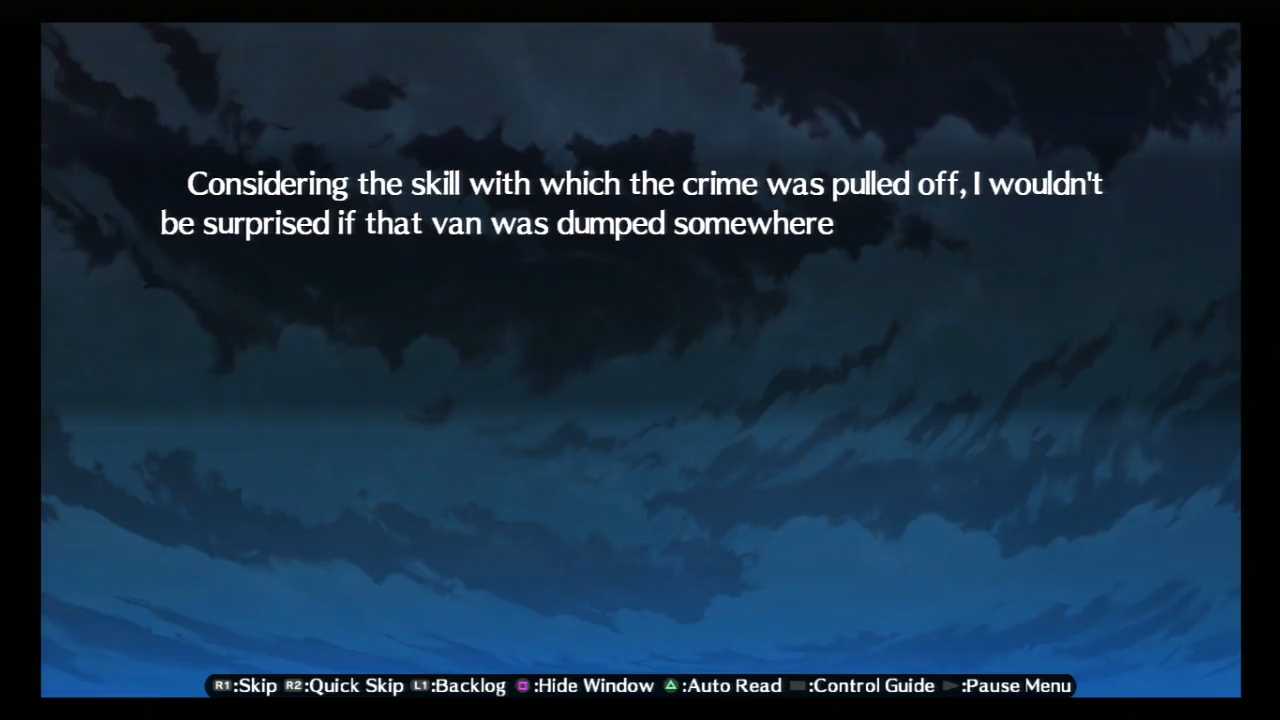 Considering the skill with which the crime was pulled off, I wouldn't
be surprised if that van was dumped somewhere
R1:Skip R2:Quick Skip L1:Backlog :Hide Window :Auto Read :Control Guide :Pause Menu